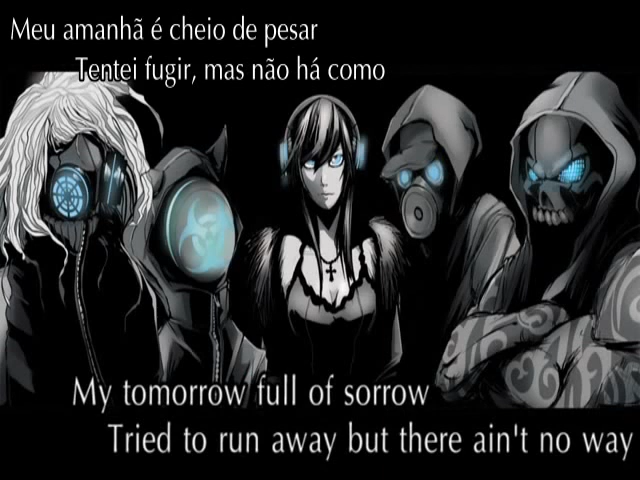 Meu amanhã é cheio de pesar
Tentei fugir, mas não há como
My tomorrow full of sorrow
Tried to run away but there ain't no way